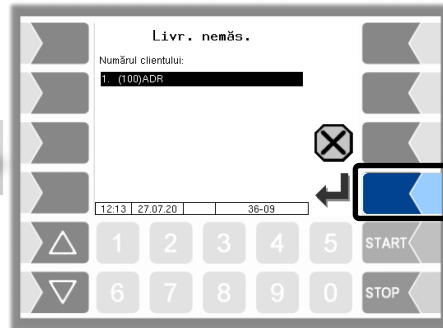 Livr. nemăs.
Numărul clientului:
1. (100)ADR
12:13 27.07.20 36-09
1 2 3 4 5 START
6 7 8 9 0 STOP